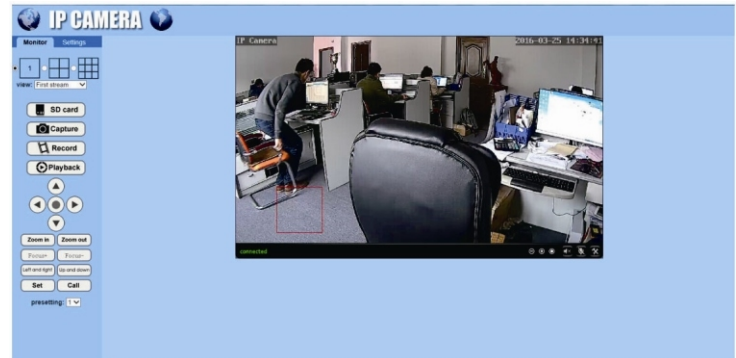 IP CAMERA
Monitor Settings
1
view: First stream
IP Camera 2016-03-25 14:34:41
SD card
Capture
Record
Playback
Zoom in Zoom out
Focus+ Focus-
Left and right Up and down
Set Call
presetting: 1
connected